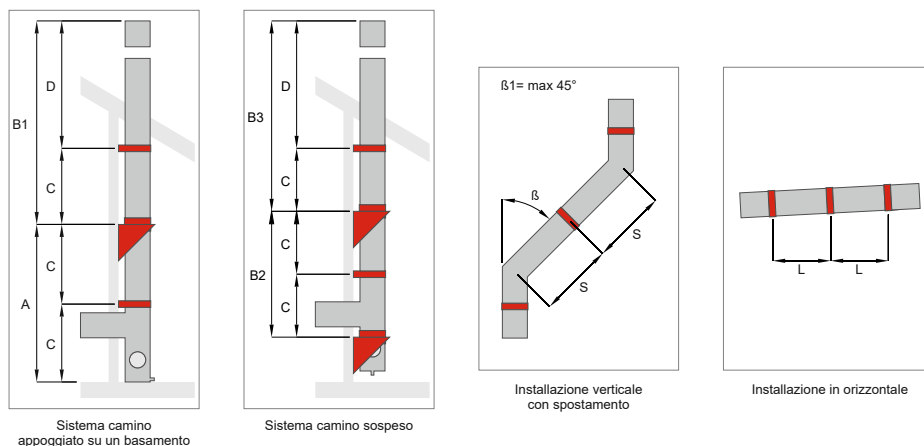 D
B1
C
C
A
C
Sistema camino
appoggiato su un basamento
D
B3
C
C
B2
C
Sistema camino sospeso
ß1= max 45°
ß
S
S
Installazione verticale
con spostamento
L
L
Installazione in orizzontale